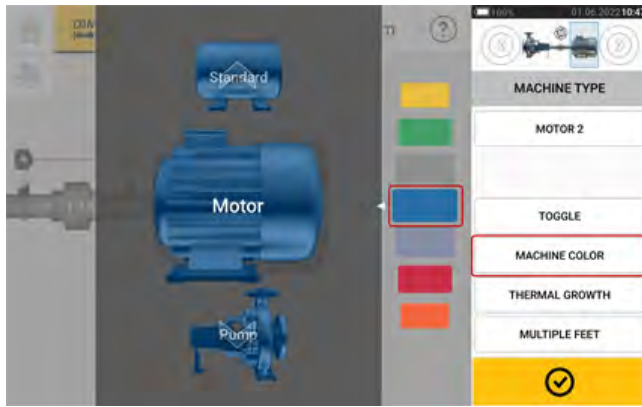 100% 01.06.2022 10:47
Standard
Motor
Pump
?
MACHINE TYPE
MOTOR 2
TOGGLE
MACHINE COLOR
THERMAL GROWTH
MULTIPLE FEET